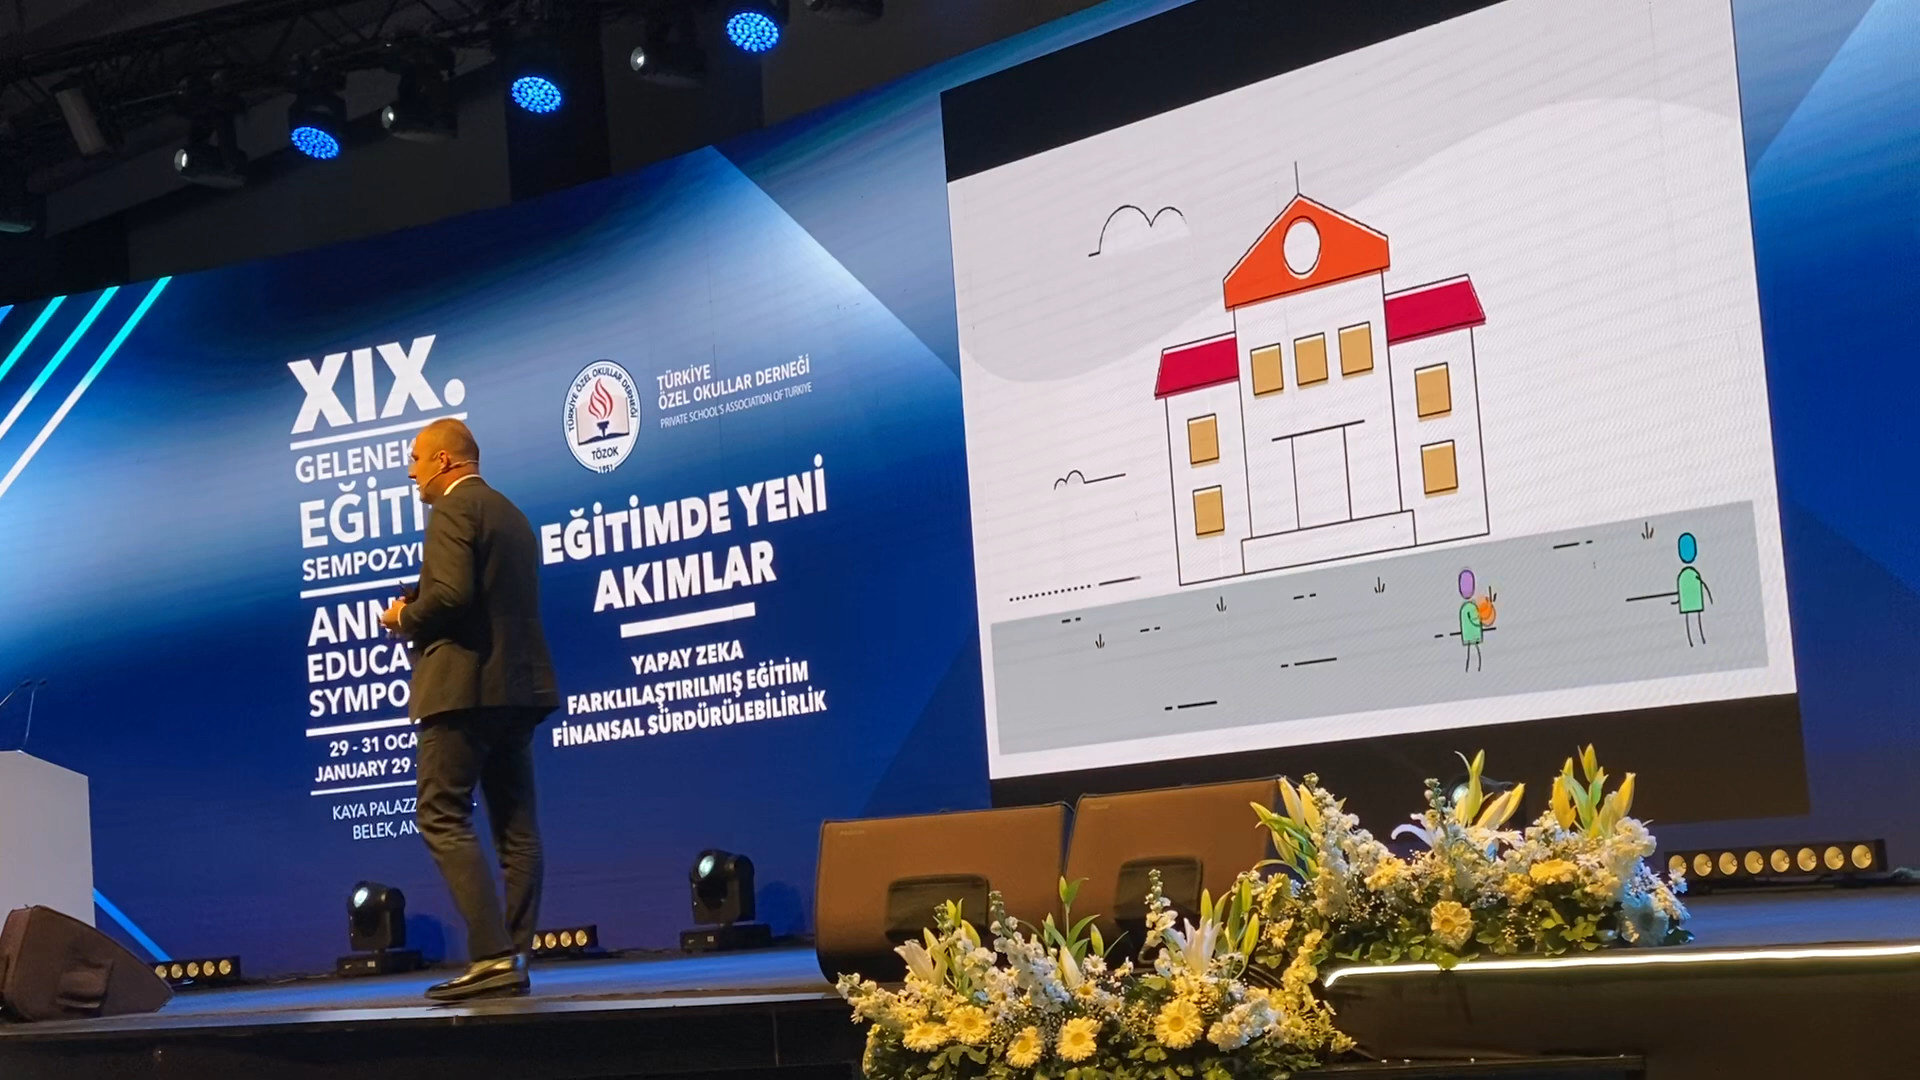 XIX.
GELENEK
EĞİTİ
SEMPOZYU
ANN
EDUCA
SYMPO
29 - 31 OCA
JANUARY 29 -
KAYA PALAZZ
BELEK, AN
TÜRKİYE ÖZEL OKULLAR DERNEĞİ
TÖZOK
1951
TÜRKİYE
ÖZEL OKULLAR DERNEĞİ
PRIVATE SCHOOL'S ASSOCIATION OF TURKIYE
EĞİTİMDE YENİ
AKIMLAR
YAPAY ZEKA
FARKLILAŞTIRILMIŞ EĞİTİM
FİNANSAL SÜRDÜRÜLEBİLİRLİK